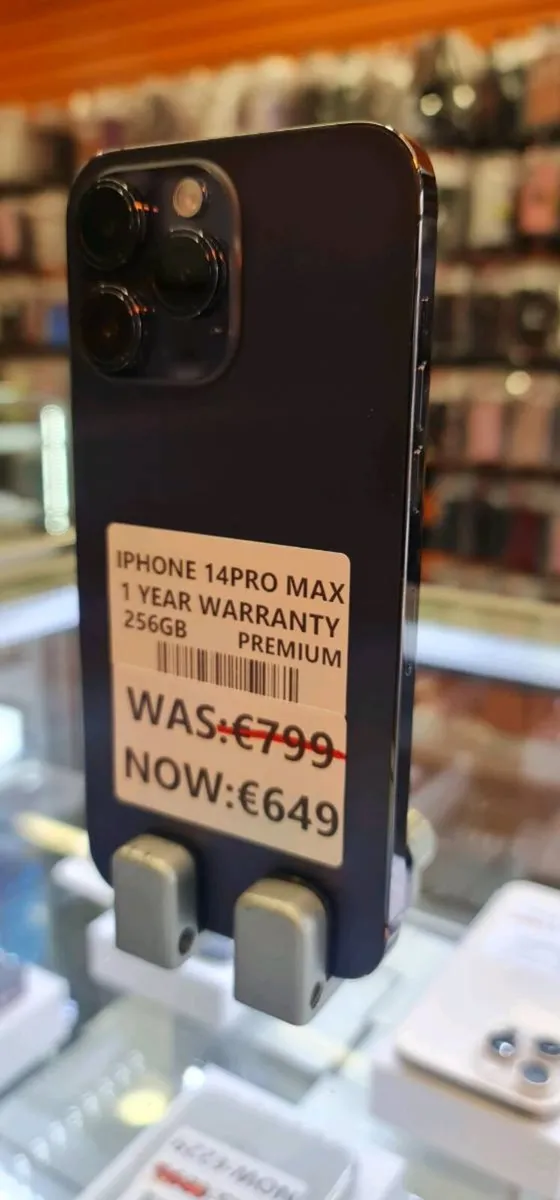 IPHONE 14PRO MAX
1 YEAR WARRANTY
256GB PREMIUM
WAS:€799
NOW:€649